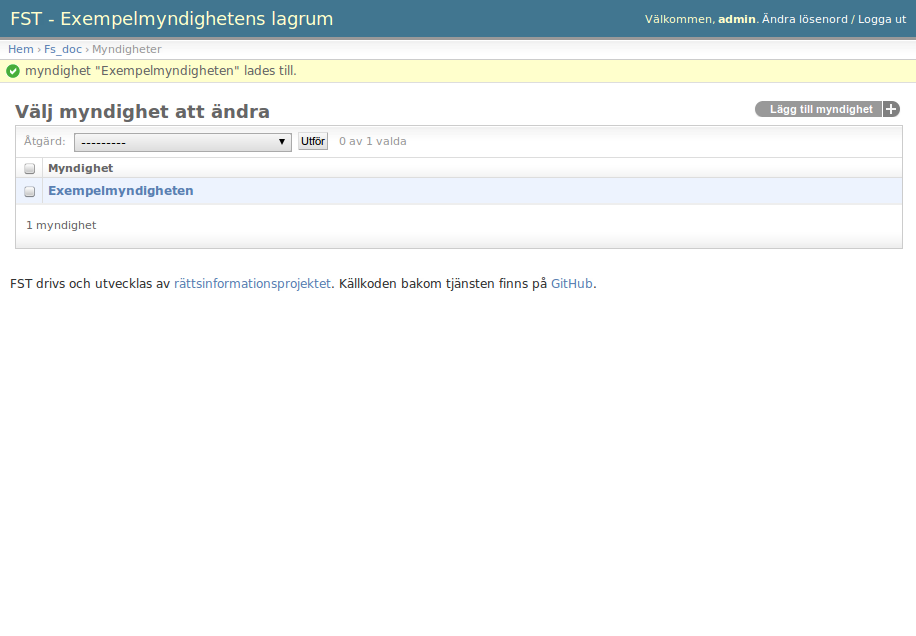 FST - Exempelmyndighetens lagrum
Välkommen, admin. Ändra lösenord / Logga ut
Hem › Fs_doc › Myndigheter
myndighet "Exempelmyndigheten" lades till.
Välj myndighet att ändra
Lägg till myndighet +
Åtgärd: --------- Utför 0 av 1 valda
Myndighet
Exempelmyndigheten
1 myndighet
FST drivs och utvecklas av rättsinformationsprojektet. Källkoden bakom tjänsten finns på GitHub.